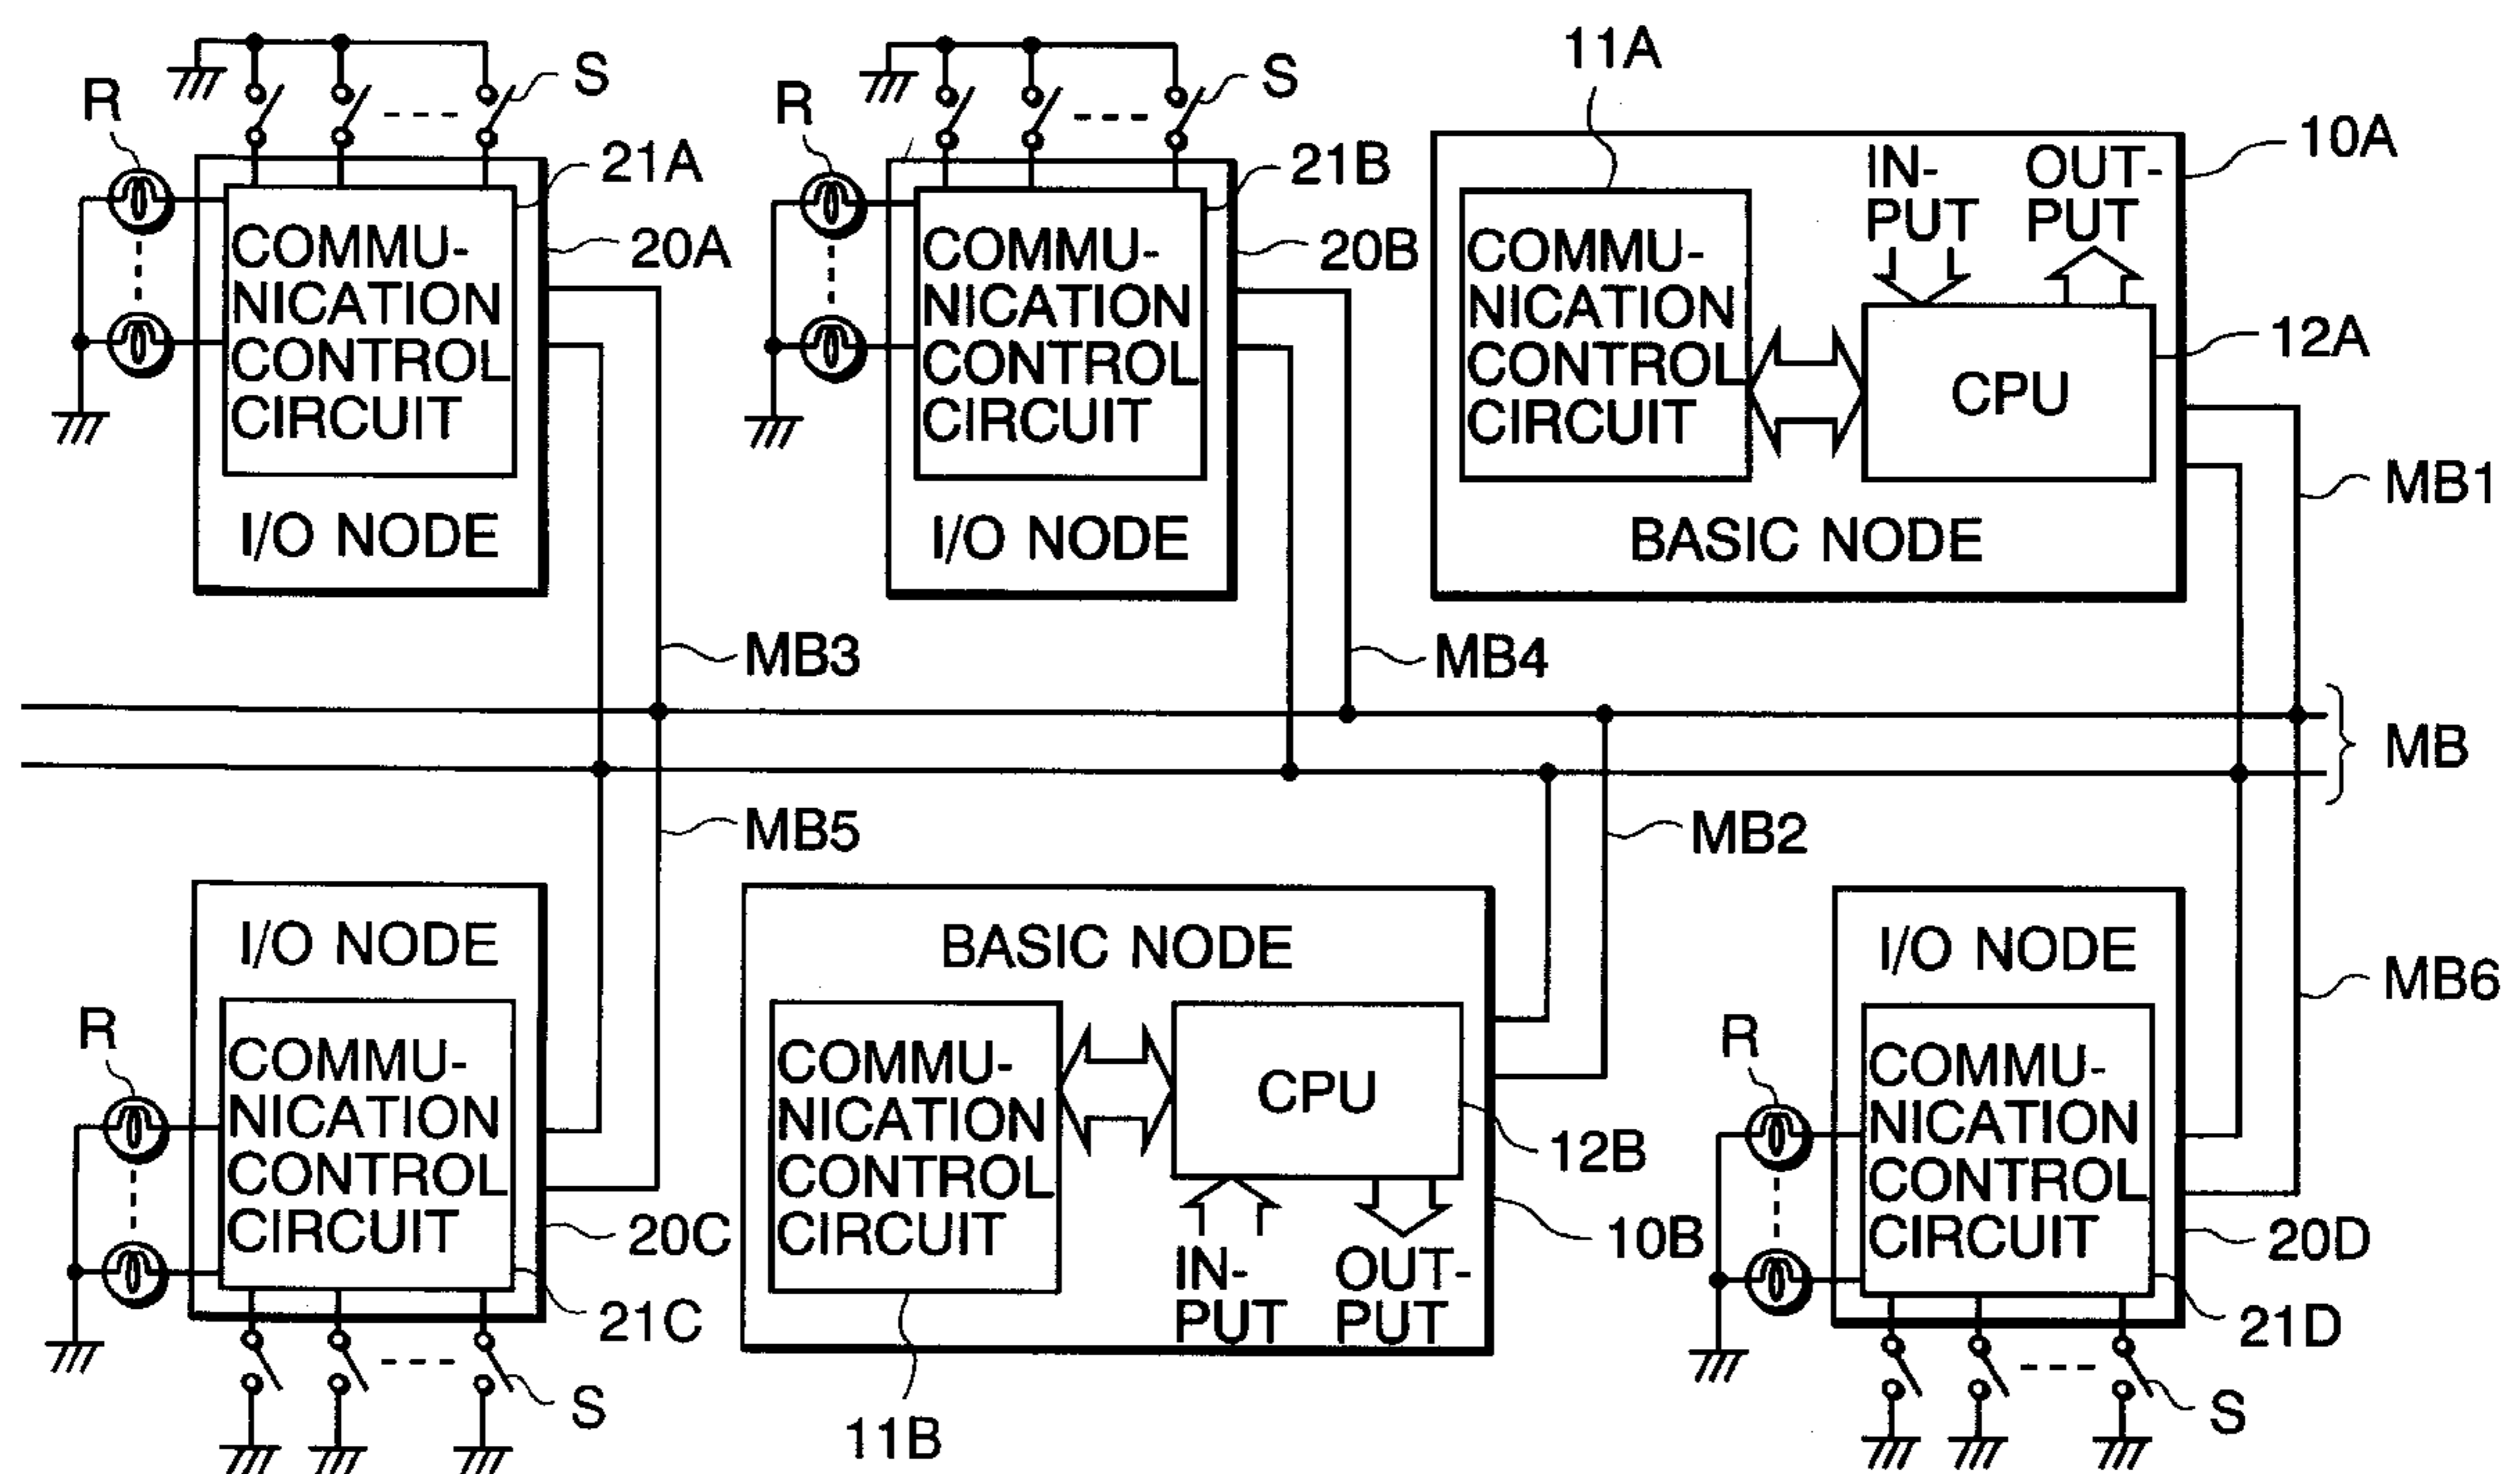 R
S
21A
20A
COMMU-
NICATION
CONTROL
CIRCUIT
I/O NODE
R
S
21B
20B
COMMU-
NICATION
CONTROL
CIRCUIT
I/O NODE
11A
10A
IN-
PUT
OUT-
PUT
COMMU-
NICATION
CONTROL
CIRCUIT
CPU
12A
BASIC NODE
MB1
MB3
MB4
MB
MB5
MB2
I/O NODE
R
COMMU-
NICATION
CONTROL
CIRCUIT
20C
21C
S
BASIC NODE
COMMU-
NICATION
CONTROL
CIRCUIT
CPU
12B
10B
IN-
PUT
OUT-
PUT
11B
I/O NODE
MB6
R
COMMU-
NICATION
CONTROL
CIRCUIT
20D
21D
S